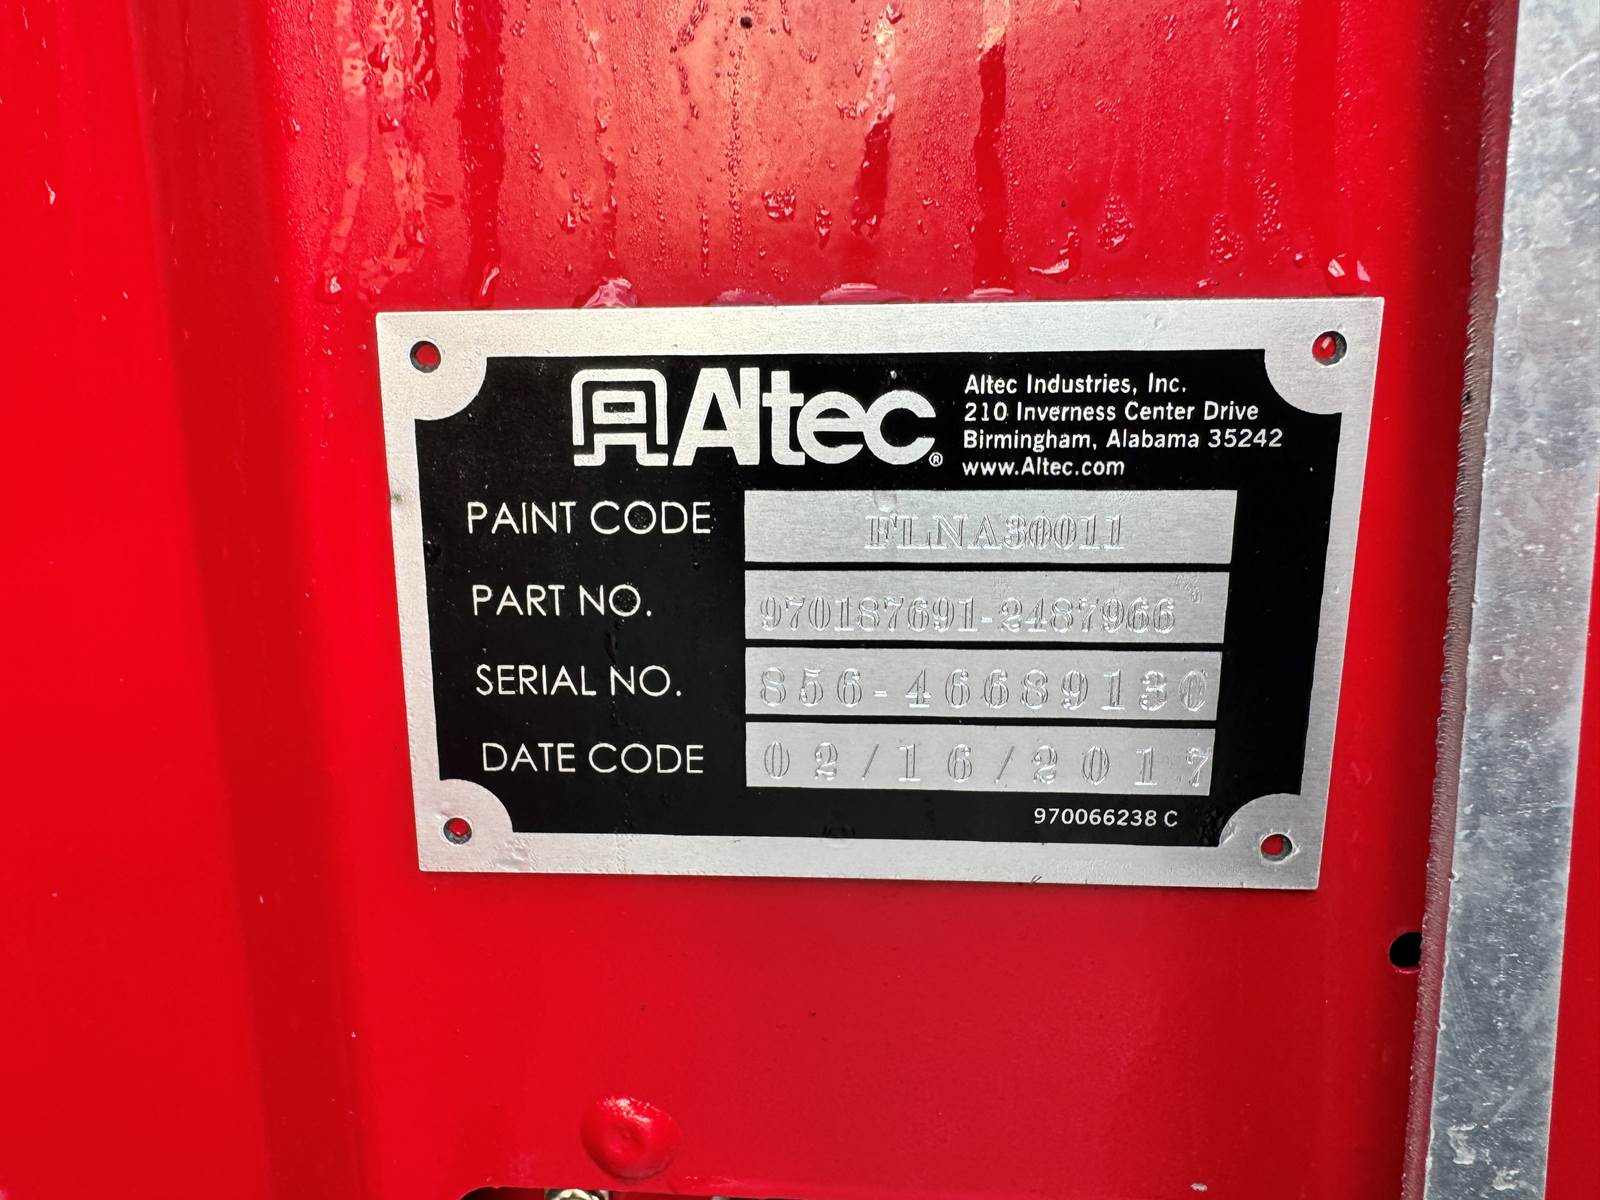 Altec®
Altec Industries, Inc.
210 Inverness Center Drive
Birmingham, Alabama 35242
www.Altec.com
PAINT CODE FLNA30011
PART NO. 970187691-2487966
SERIAL NO. 856-46689130
DATE CODE 02/16/2017
970066238 C